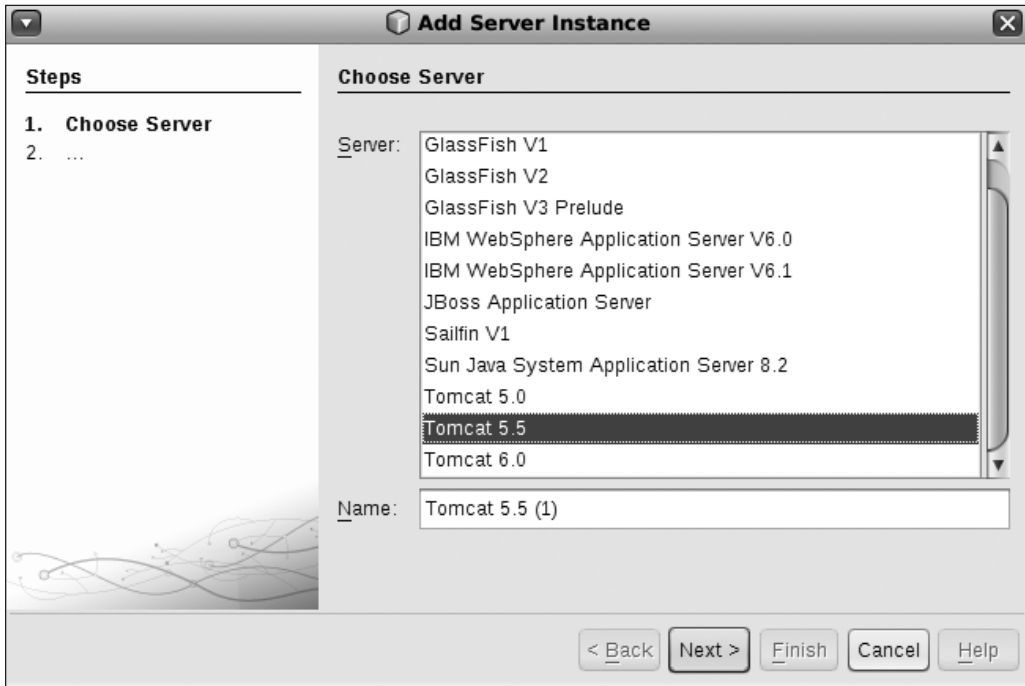 Add Server Instance
Steps
1. Choose Server
2. ...
Choose Server
Server:
GlassFish V1
GlassFish V2
GlassFish V3 Prelude
IBM WebSphere Application Server V6.0
IBM WebSphere Application Server V6.1
JBoss Application Server
Sailfin V1
Sun Java System Application Server 8.2
Tomcat 5.0
Tomcat 5.5
Tomcat 6.0
Name: Tomcat 5.5 (1)
< Back Next > Finish Cancel Help